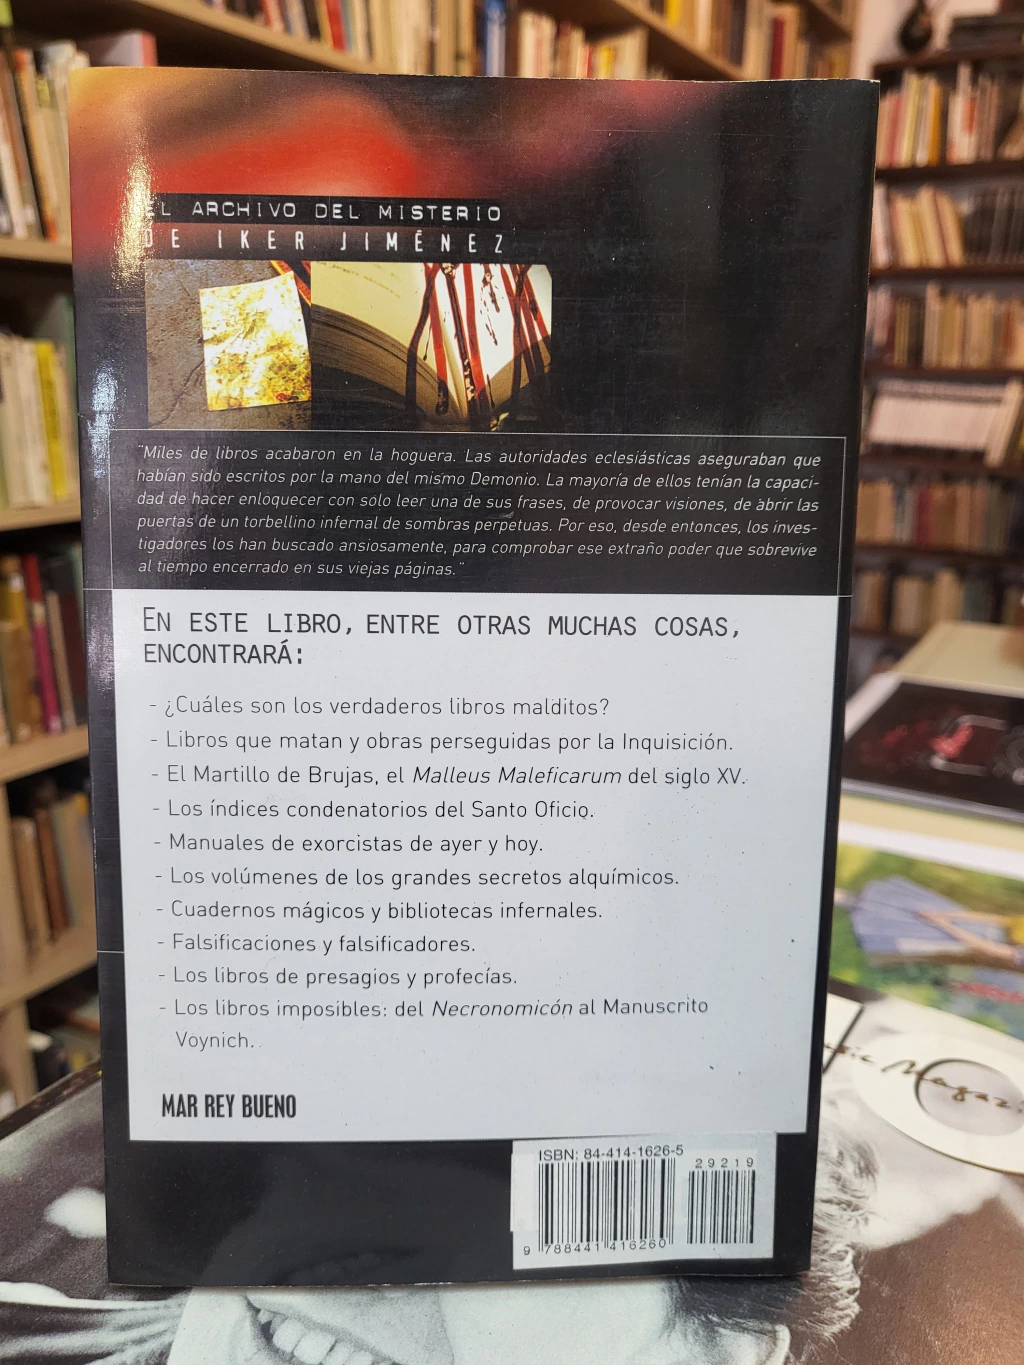 EL ARCHIVO DEL MISTERIO
DE IKER JIMÉNEZ
"Miles de libros acabaron en la hoguera. Las autoridades eclesiásticas aseguraban que
habían sido escritos por la mano del mismo Demonio. La mayoría de ellos tenían la capaci-
dad de hacer enloquecer con sólo leer una de sus frases, de provocar visiones, de abrir las
puertas de un torbellino infernal de sombras perpetuas. Por eso, desde entonces, los inves-
tigadores los han buscado ansiosamente, para comprobar ese extraño poder que sobrevive
al tiempo encerrado en sus viejas páginas."
EN ESTE LIBRO, ENTRE OTRAS MUCHAS COSAS,
ENCONTRARÁ:
- ¿Cuáles son los verdaderos libros malditos?
- Libros que matan y obras perseguidas por la Inquisición.
- El Martillo de Brujas, el Malleus Maleficarum del siglo XV.
- Los índices condenatorios del Santo Oficio.
- Manuales de exorcistas de ayer y hoy.
- Los volúmenes de los grandes secretos alquímicos.
- Cuadernos mágicos y bibliotecas infernales.
- Falsificaciones y falsificadores.
- Los libros de presagios y profecías.
- Los libros imposibles: del Necronomicón al Manuscrito
Voynich.
MAR REY BUENO
ISBN: 84-414-1626-5
29219
9 788441 416260